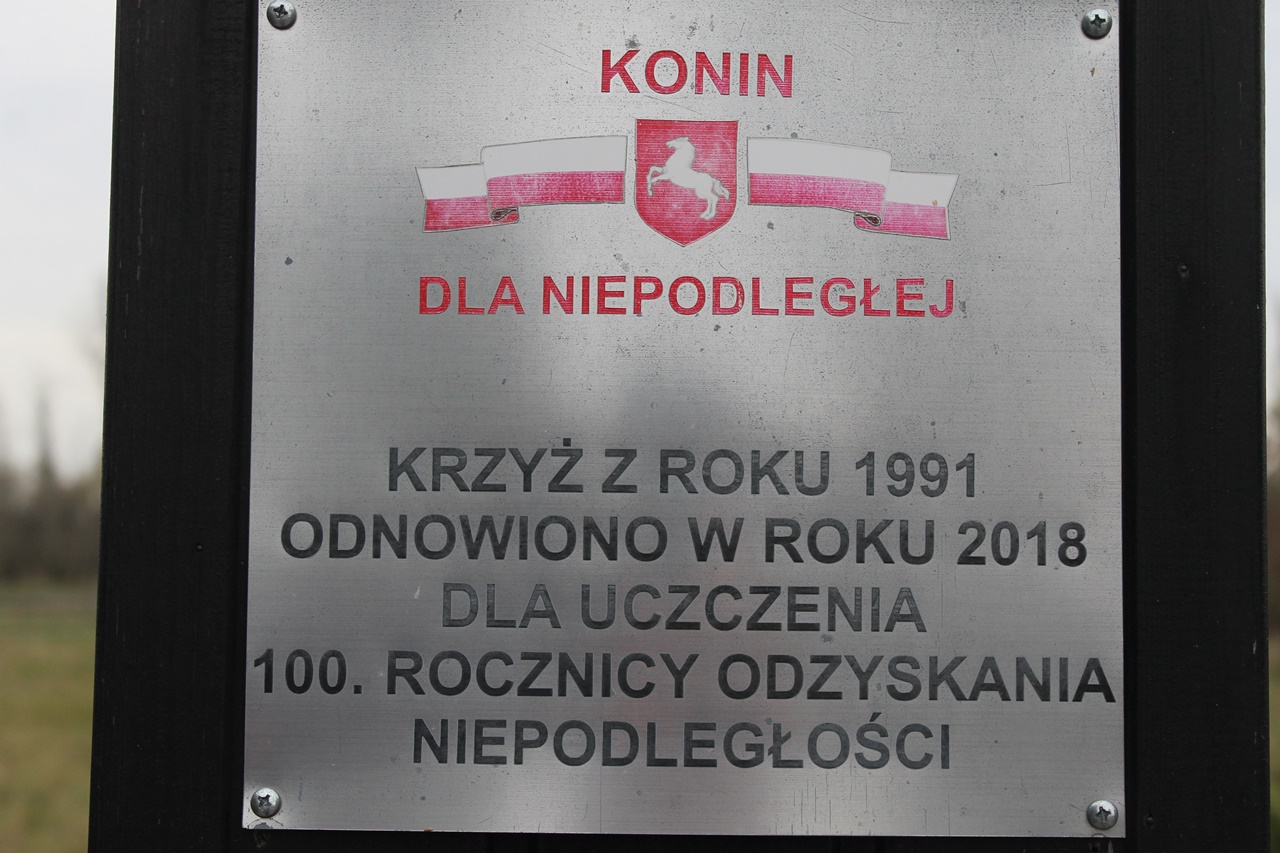 KONIN
DLA NIEPODLEGŁEJ
KRZYŻ Z ROKU 1991
ODNOWIONO W ROKU 2018
DLA UCZCZENIA
100. ROCZNICY ODZYSKANIA
NIEPODLEGŁOŚCI